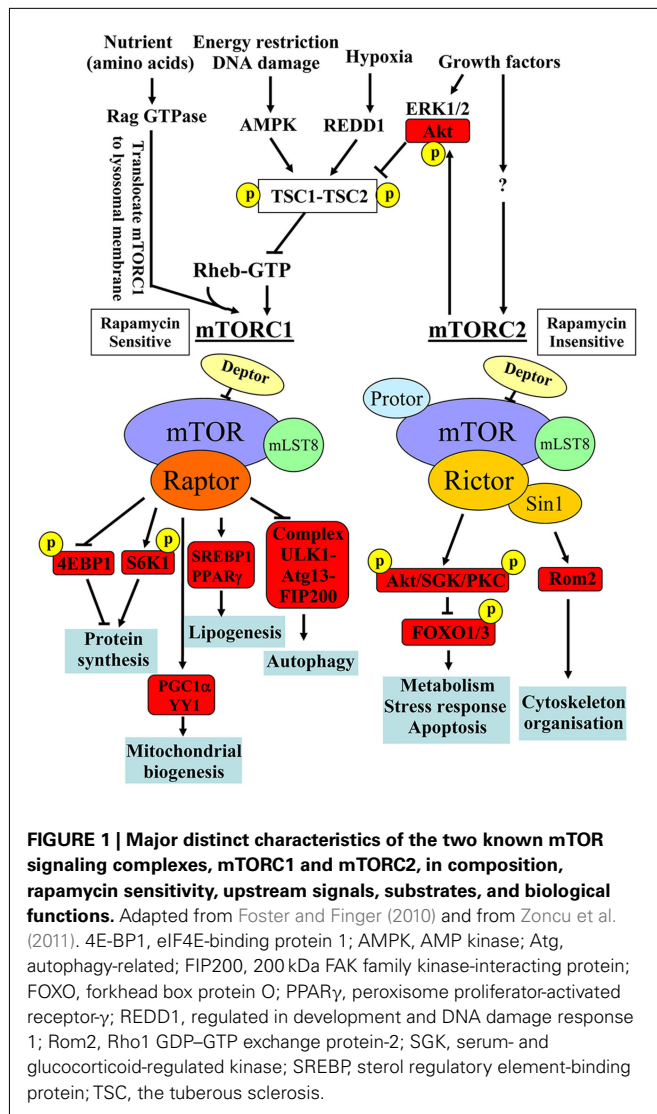 Nutrient
(amino acids)
Energy restriction
DNA damage
Hypoxia
Growth factors
Rag GTPase
AMPK
REDD1
ERK1/2
Akt
p
Translocate mTORC1
to lysosomal membrane
p
TSC1-TSC2
p
?
Rheb-GTP
Rapamycin
Sensitive
mTORC1
mTORC2
Rapamycin
Insensitive
Deptor
mTOR
mLST8
Raptor
Deptor
Protor
mTOR
mLST8
Rictor
Sin1
p
4EBP1
p
S6K1
SREBP1
PPARγ
Complex
ULK1-
Atg13-
FIP200
p
Akt/SGK/PKC
p
Rom2
p
FOXO1/3
Protein
synthesis
Lipogenesis
Autophagy
PGC1α
YY1
Mitochondrial
biogenesis
Metabolism
Stress response
Apoptosis
Cytoskeleton
organisation
FIGURE 1 | Major distinct characteristics of the two known mTOR
signaling complexes, mTORC1 and mTORC2, in composition,
rapamycin sensitivity, upstream signals, substrates, and biological
functions. Adapted from Foster and Finger (2010) and from Zoncu et al.
(2011). 4E-BP1, eIF4E-binding protein 1; AMPK, AMP kinase; Atg,
autophagy-related; FIP200, 200 kDa FAK family kinase-interacting protein;
FOXO, forkhead box protein O; PPARγ, peroxisome proliferator-activated
receptor-γ; REDD1, regulated in development and DNA damage response
1; Rom2, Rho1 GDP–GTP exchange protein-2; SGK, serum- and
glucocorticoid-regulated kinase; SREBP, sterol regulatory element-binding
protein; TSC, the tuberous sclerosis.